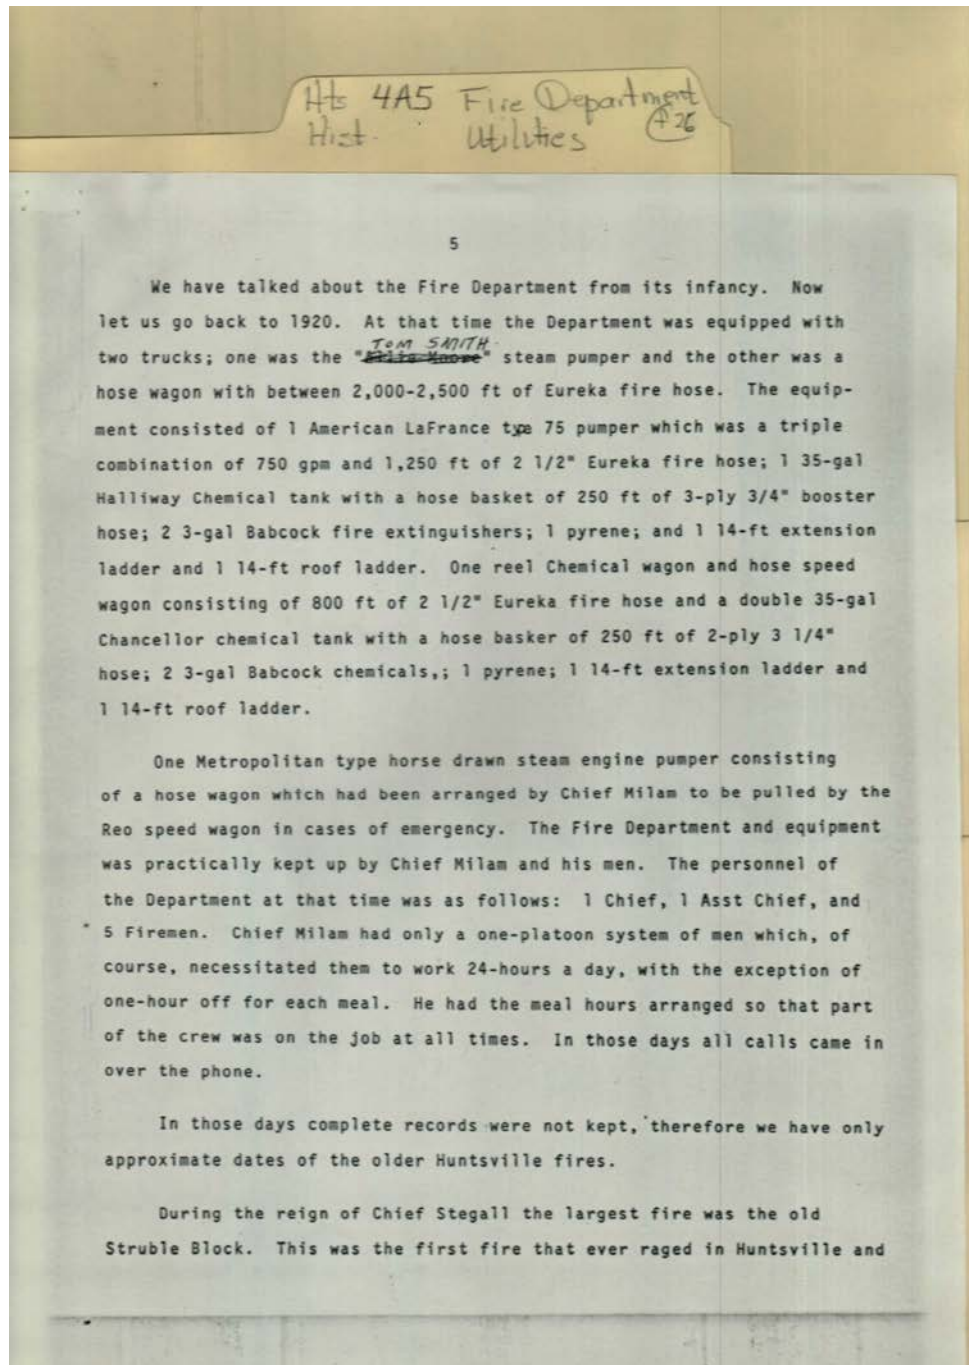 Hts 4A5 Fire Department
Hist. Utilities +26
5
We have talked about the Fire Department from its infancy. Now
let us go back to 1920. At that time the Department was equipped with
TOM SMITH
two trucks; one was the "" steam pumper and the other was a
hose wagon with between 2,000-2,500 ft of Eureka fire hose. The equip-
ment consisted of 1 American LaFrance type 75 pumper which was a triple
combination of 750 gpm and 1,250 ft of 2 1/2" Eureka fire hose; 1 35-gal
Halliway Chemical tank with a hose basket of 250 ft of 3-ply 3/4" booster
hose; 2 3-gal Babcock fire extinguishers; 1 pyrene; and 1 14-ft extension
ladder and 1 14-ft roof ladder. One reel Chemical wagon and hose speed
wagon consisting of 800 ft of 2 1/2" Eureka fire hose and a double 35-gal
Chancellor chemical tank with a hose basker of 250 ft of 2-ply 3 1/4"
hose; 2 3-gal Babcock chemicals,; 1 pyrene; 1 14-ft extension ladder and
1 14-ft roof ladder.
One Metropolitan type horse drawn steam engine pumper consisting
of a hose wagon which had been arranged by Chief Milam to be pulled by the
Reo speed wagon in cases of emergency. The Fire Department and equipment
was practically kept up by Chief Milam and his men. The personnel of
the Department at that time was as follows: 1 Chief, 1 Asst Chief, and
5 Firemen. Chief Milam had only a one-platoon system of men which, of
course, necessitated them to work 24-hours a day, with the exception of
one-hour off for each meal. He had the meal hours arranged so that part
of the crew was on the job at all times. In those days all calls came in
over the phone.
In those days complete records were not kept, therefore we have only
approximate dates of the older Huntsville fires.
During the reign of Chief Stegall the largest fire was the old
Struble Block. This was the first fire that ever raged in Huntsville and